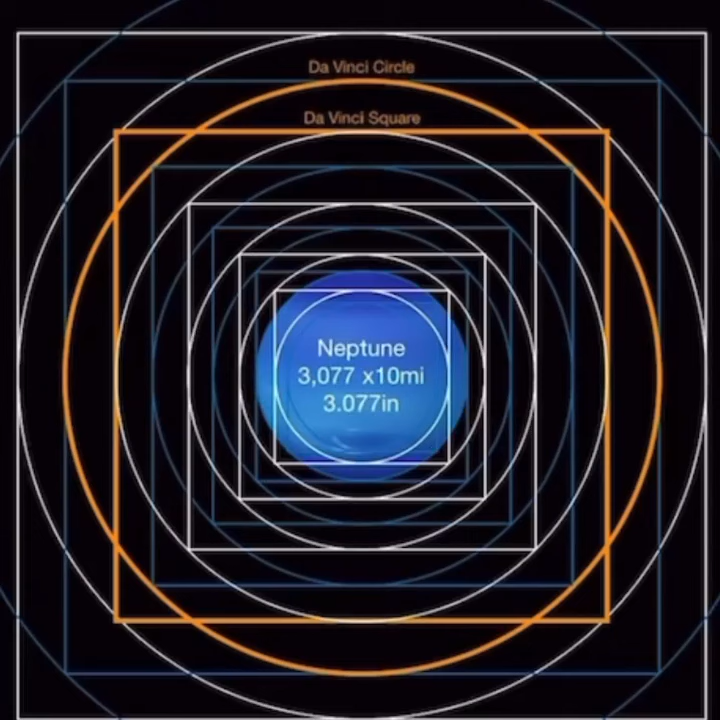 Da Vinci Circle
Da Vinci Square
Neptune
3,077 x10mi
3.077in